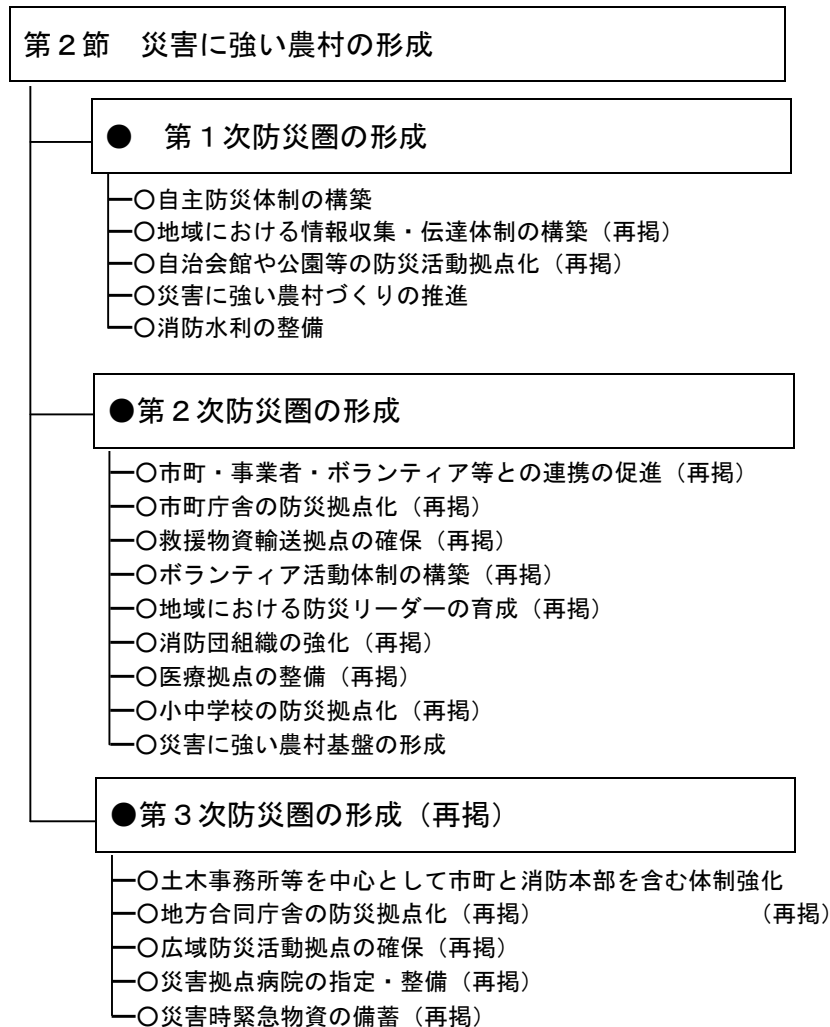 第２節　災害に強い農村の形成
●　第１次防災圏の形成
○自主防災体制の構築
○地域における情報収集・伝達体制の構築（再掲）
○自治会館や公園等の防災活動拠点化（再掲）
○災害に強い農村づくりの推進
○消防水利の整備
●第２次防災圏の形成
○市町・事業者・ボランティア等との連携の促進（再掲）
○市町庁舎の防災拠点化（再掲）
○救援物資輸送拠点の確保（再掲）
○ボランティア活動体制の構築（再掲）
○地域における防災リーダーの育成（再掲）
○消防団組織の強化（再掲）
○医療拠点の整備（再掲）
○小中学校の防災拠点化（再掲）
○災害に強い農村基盤の形成
●第３次防災圏の形成（再掲）
○土木事務所等を中心として市町と消防本部を含む体制強化
○地方合同庁舎の防災拠点化（再掲）　　　　　　　　　（再掲）
○広域防災活動拠点の確保（再掲）
○災害拠点病院の指定・整備（再掲）
○災害時緊急物資の備蓄（再掲）